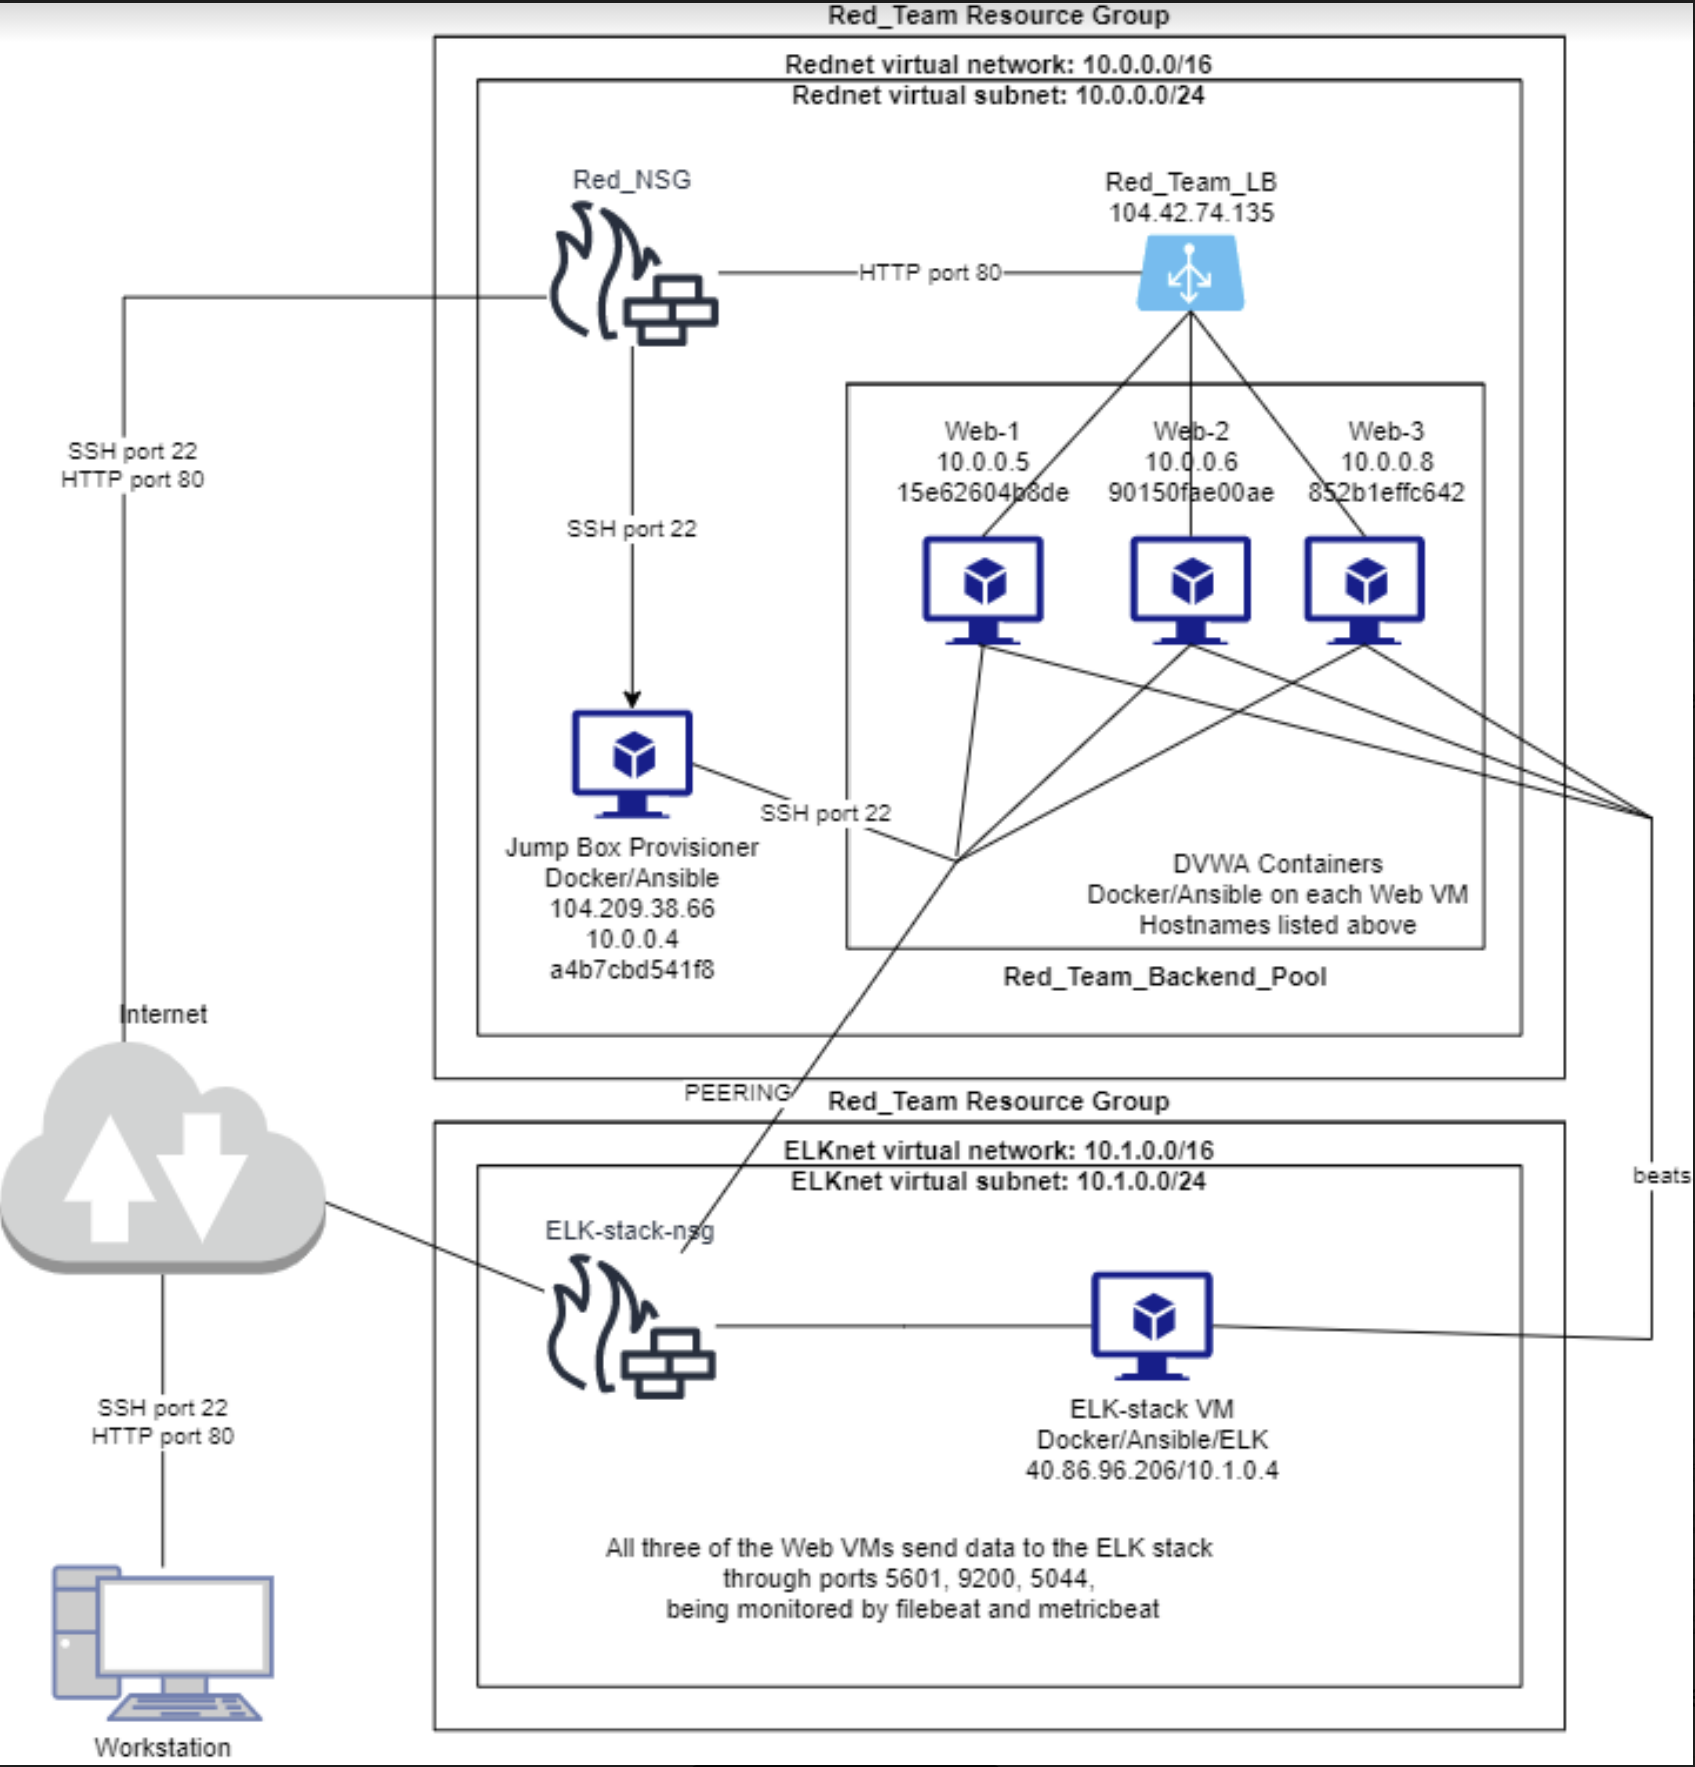 Red_Team Resource Group
Rednet virtual network: 10.0.0.0/16
Rednet virtual subnet: 10.0.0.0/24
Red_NSG
Red_Team_LB
104.42.74.135
HTTP port 80
SSH port 22
HTTP port 80
Web-1
10.0.0.5
15e62604b8de
Web-2
10.0.0.6
90150fae00ae
Web-3
10.0.0.8
852b1effc642
SSH port 22
SSH port 22
Jump Box Provisioner
Docker/Ansible
104.209.38.66
10.0.0.4
a4b7cbd541f8
DVWA Containers
Docker/Ansible on each Web VM
Hostnames listed above
Red_Team_Backend_Pool
Internet
PEERING
Red_Team Resource Group
ELKnet virtual network: 10.1.0.0/16
ELKnet virtual subnet: 10.1.0.0/24
beats
ELK-stack-nsg
SSH port 22
HTTP port 80
ELK-stack VM
Docker/Ansible/ELK
40.86.96.206/10.1.0.4
All three of the Web VMs send data to the ELK stack
through ports 5601, 9200, 5044,
being monitored by filebeat and metricbeat
Workstation